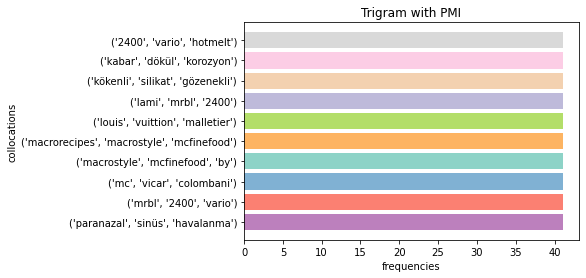 Trigram with PMI
collocations
('2400', 'vario', 'hotmelt')
('kabar', 'dökül', 'korozyon')
('kökenli', 'silikat', 'gözenekli')
('lami', 'mrbl', '2400')
('louis', 'vuittion', 'malletier')
('macrorecipes', 'macrostyle', 'mcfinefood')
('macrostyle', 'mcfinefood', 'by')
('mc', 'vicar', 'colombani')
('mrbl', '2400', 'vario')
('paranazal', 'sinüs', 'havalanma')
0 5 10 15 20 25 30 35 40
frequencies